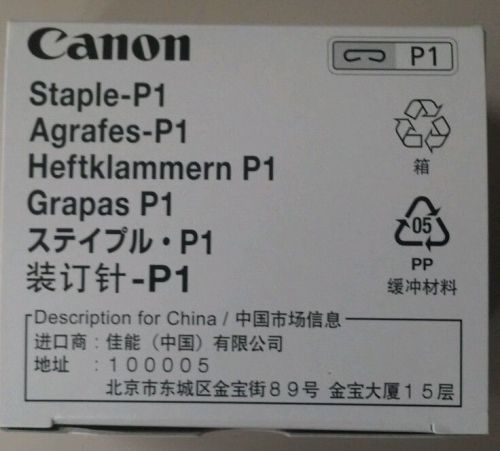 Canon
P1
Staple-P1
Agrafes-P1
Heftklammern P1
Grapas P1
ステイプル・P1
装订针-P1
箱
05
PP
缓冲材料
Description for China / 中国市场信息
进口商：佳能（中国）有限公司
地址 ：１００００５
北京市东城区金宝街８９号 金宝大厦１５层